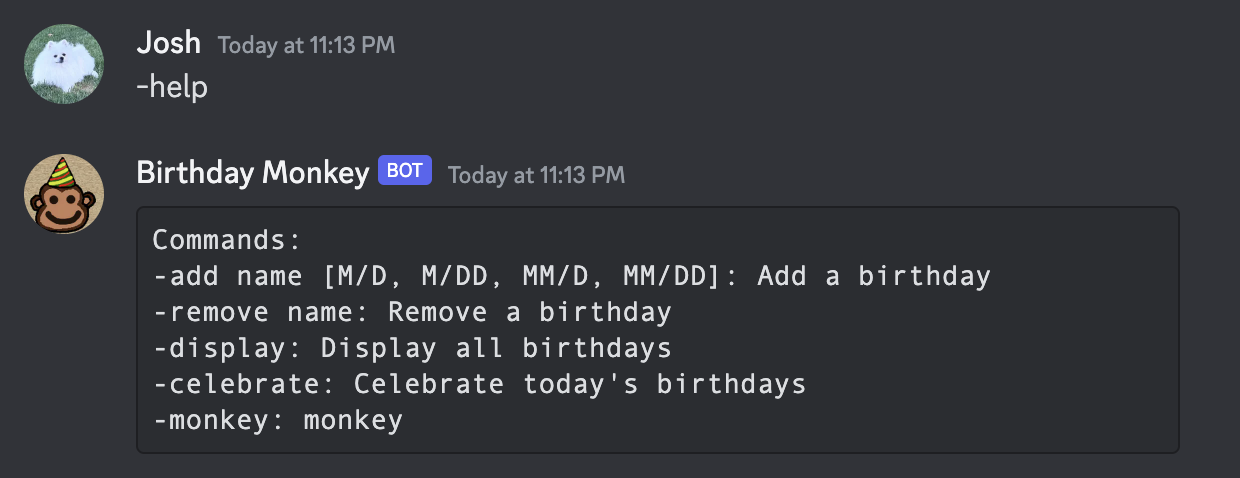 Josh Today at 11:13 PM
-help
Birthday Monkey BOT Today at 11:13 PM
Commands:
-add name [M/D, M/DD, MM/D, MM/DD]: Add a birthday
-remove name: Remove a birthday
-display: Display all birthdays
-celebrate: Celebrate today's birthdays
-monkey: monkey